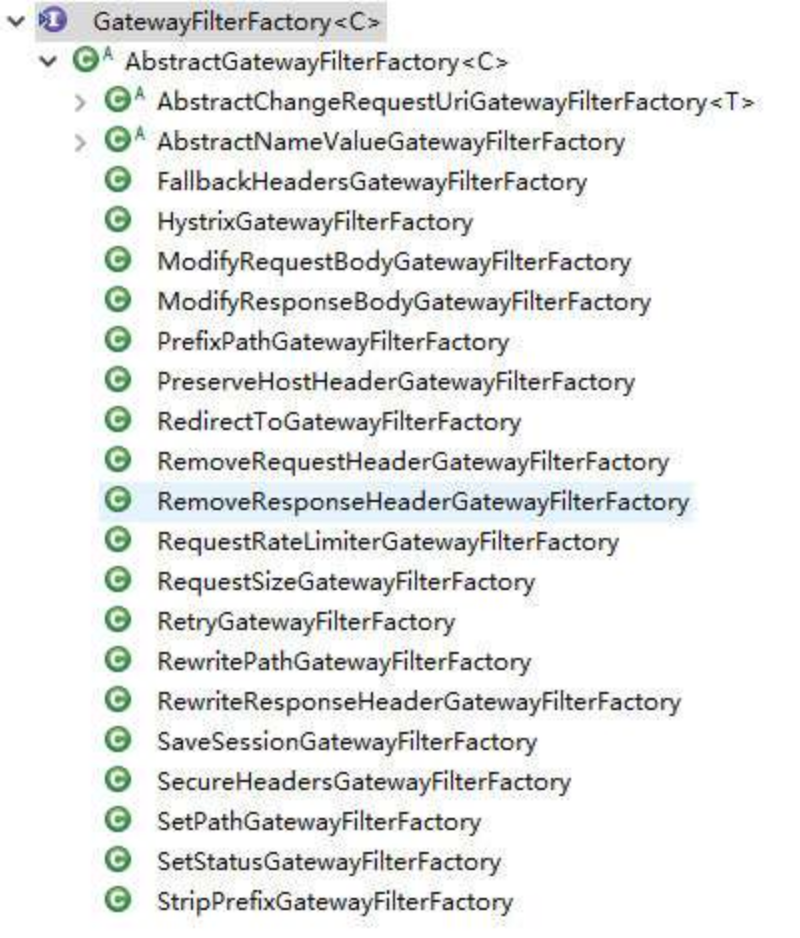 GatewayFilterFactory<C>
AbstractGatewayFilterFactory<C>
AbstractChangeRequestUriGatewayFilterFactory<T>
AbstractNameValueGatewayFilterFactory
FallbackHeadersGatewayFilterFactory
HystrixGatewayFilterFactory
ModifyRequestBodyGatewayFilterFactory
ModifyResponseBodyGatewayFilterFactory
PrefixPathGatewayFilterFactory
PreserveHostHeaderGatewayFilterFactory
RedirectToGatewayFilterFactory
RemoveRequestHeaderGatewayFilterFactory
RemoveResponseHeaderGatewayFilterFactory
RequestRateLimiterGatewayFilterFactory
RequestSizeGatewayFilterFactory
RetryGatewayFilterFactory
RewritePathGatewayFilterFactory
RewriteResponseHeaderGatewayFilterFactory
SaveSessionGatewayFilterFactory
SecureHeadersGatewayFilterFactory
SetPathGatewayFilterFactory
SetStatusGatewayFilterFactory
StripPrefixGatewayFilterFactory